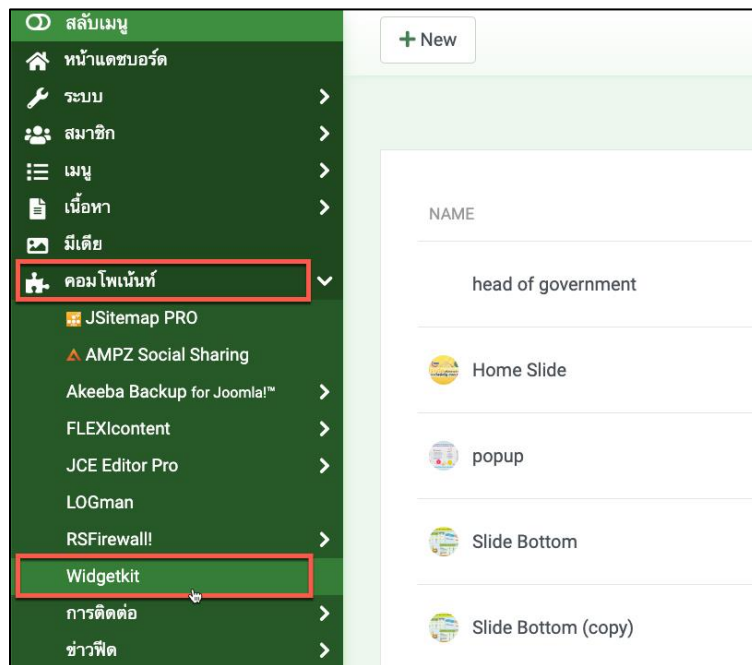 สลับเมนู
หน้าแดชบอร์ด
ระบบ
สมาชิก
เมนู
เนื้อหา
มีเดีย
คอมโพเน้นท์
JSitemap PRO
AMPZ Social Sharing
Akeeba Backup for Joomla!™
FLEXIcontent
JCE Editor Pro
LOGman
RSFirewall!
Widgetkit
การติดต่อ
ข่าวฟีด
+ New
NAME
head of government
Home Slide
popup
Slide Bottom
Slide Bottom (copy)